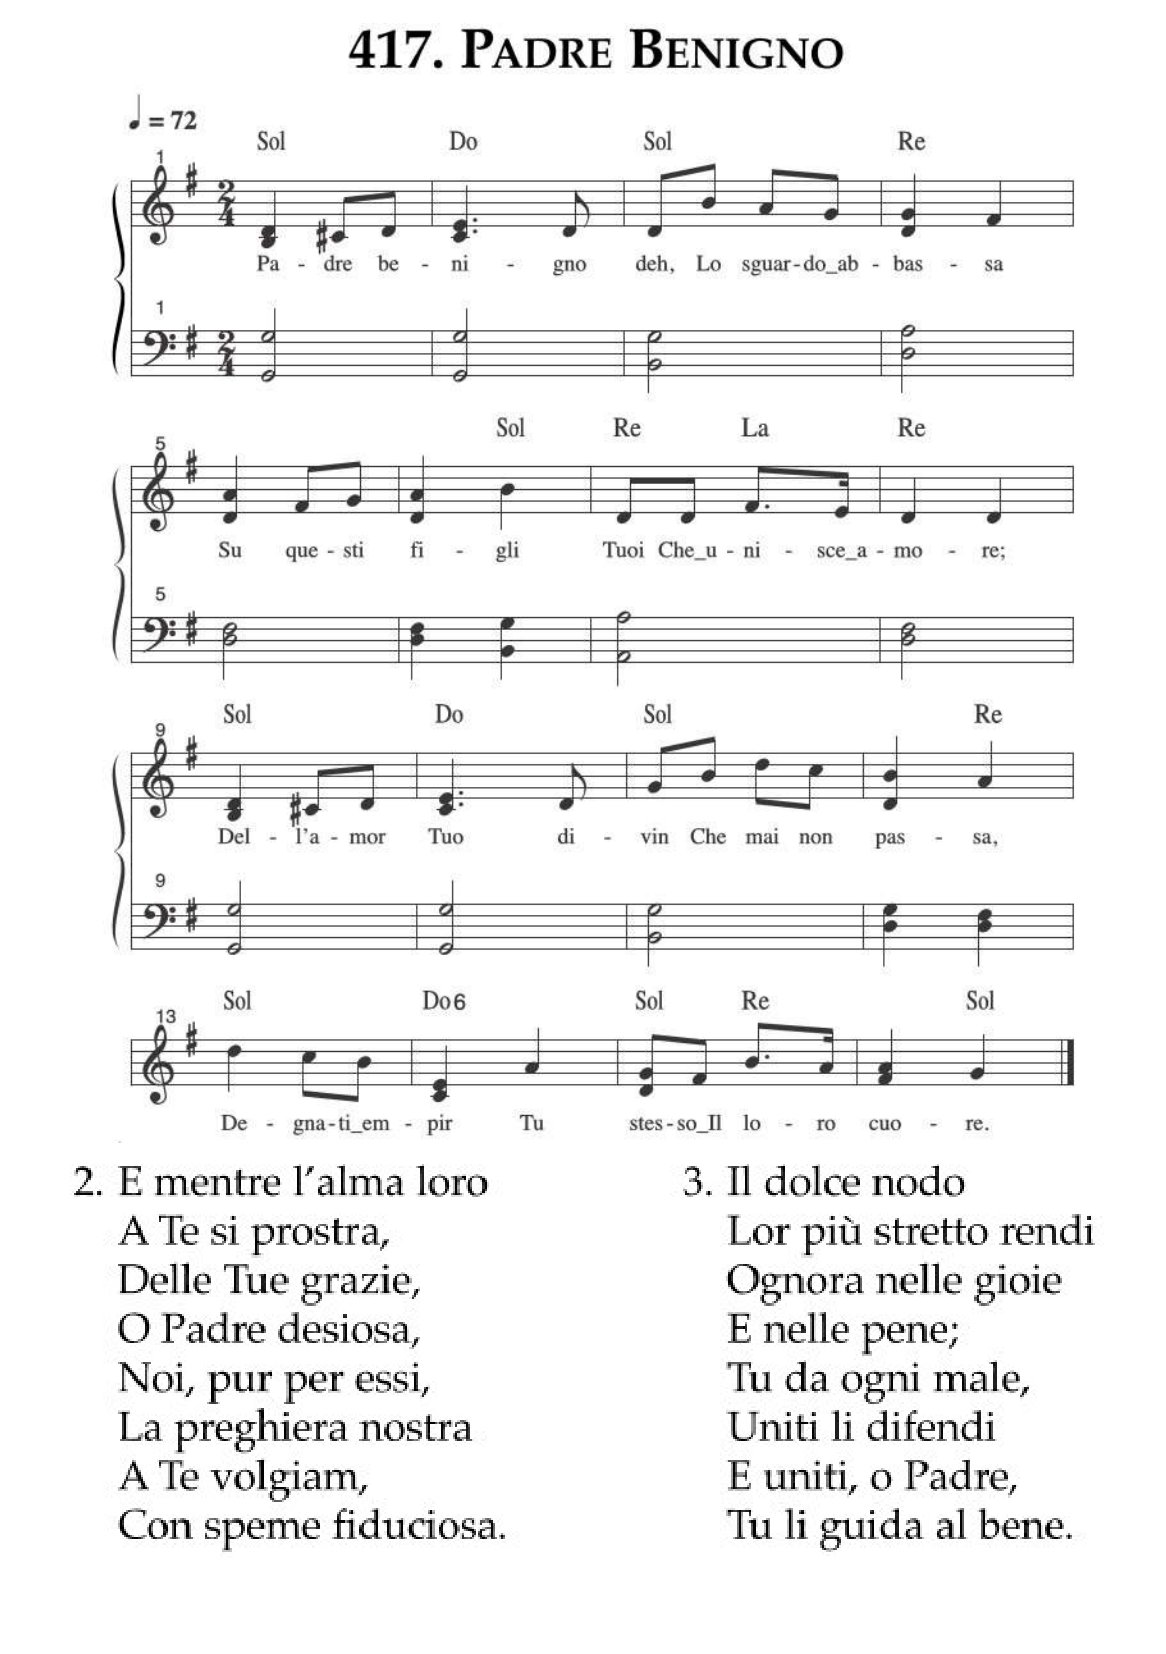 417. PADRE BENIGNO
♩ = 72
Sol Do Sol Re
1
2 4
Pa - dre be - ni - gno deh, Lo sguar-do_ab - bas - sa
1
2 4
Sol Re La Re
5
Su que - sti fi - gli Tuoi Che_u - ni - sce_a - mo - re;
5
Sol Do Sol Re
9
Del - l'a - mor Tuo di - vin Che mai non pas - sa,
9
Sol Do6 Sol Re Sol
13
De - gna-ti_em - pir Tu stes-so_Il lo - ro cuo - re.
2. E mentre l'alma loro
A Te si prostra,
Delle Tue grazie,
O Padre desiosa,
Noi, pur per essi,
La preghiera nostra
A Te volgiam,
Con speme fiduciosa.
3. Il dolce nodo
Lor più stretto rendi
Ognora nelle gioie
E nelle pene;
Tu da ogni male,
Uniti li difendi
E uniti, o Padre,
Tu li guida al bene.